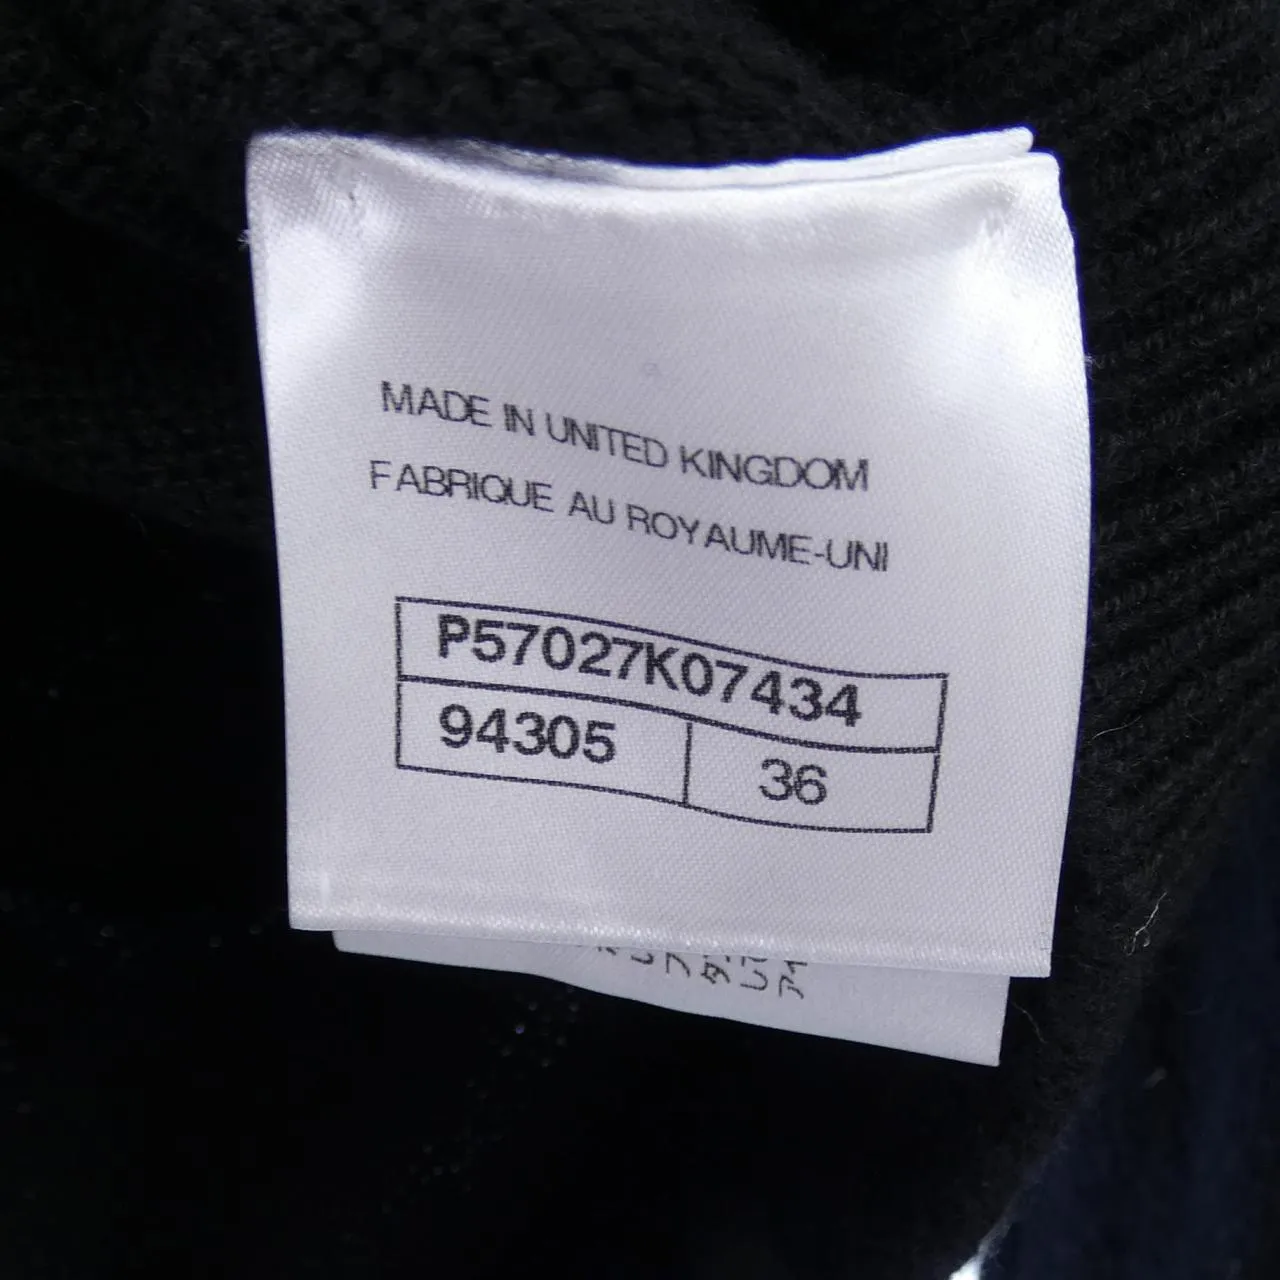 MADE IN UNITED KINGDOM
FABRIQUE AU ROYAUME-UNI
P57027K07434
94305 36